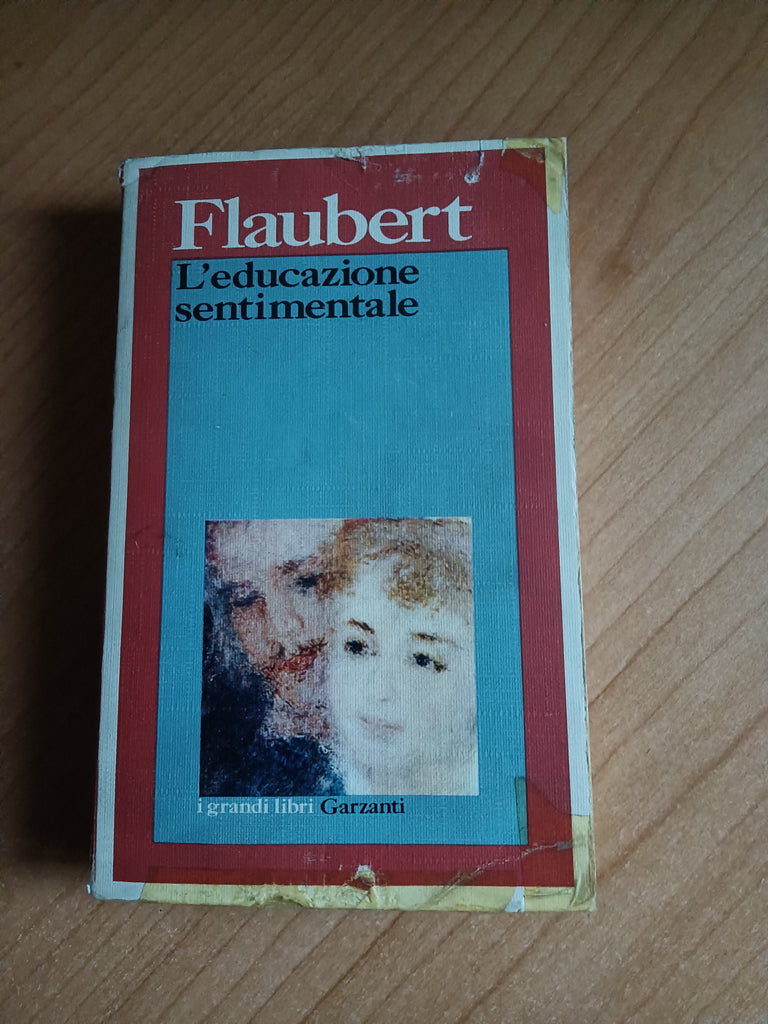 Flaubert
L'educazione
sentimentale
i grandi libri Garzanti